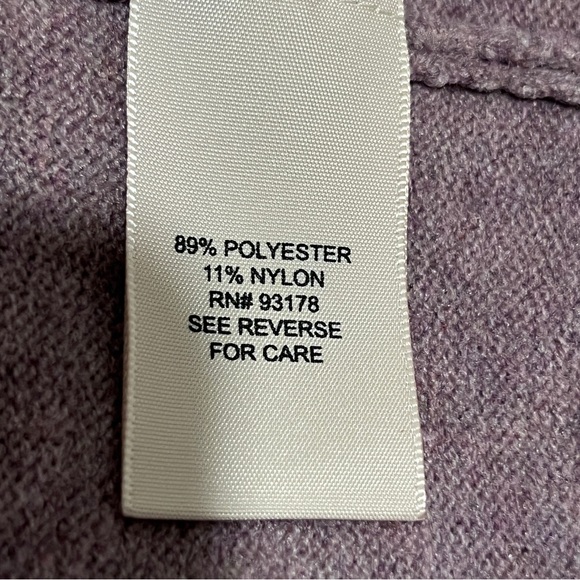 89% POLYESTER
11% NYLON
RN# 93178
SEE REVERSE
FOR CARE